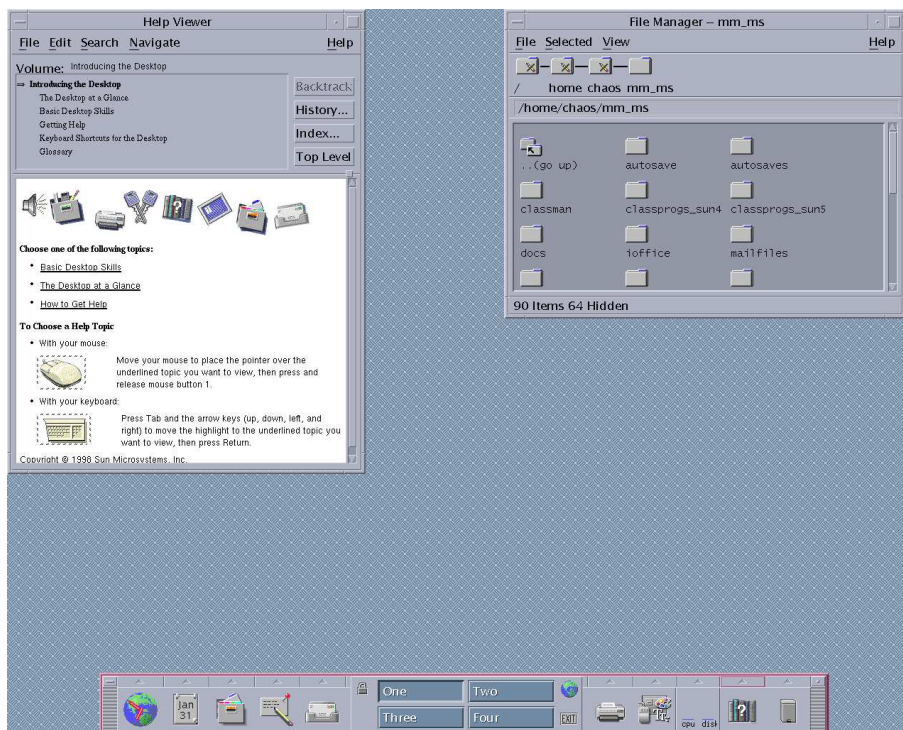 Help Viewer
File Edit Search Navigate Help
Volume: Introducing the Desktop
Introducing the Desktop
The Desktop at a Glance
Basic Desktop Skills
Getting Help
Keyboard Shortcuts for the Desktop
Glossary
Backtrack
History...
Index...
Top Level
Choose one of the following topics:
• Basic Desktop Skills
• The Desktop at a Glance
• How to Get Help
To Choose a Help Topic
• With your mouse:
Move your mouse to place the pointer over the
underlined topic you want to view, then press and
release mouse button 1.
• With your keyboard:
Press Tab and the arrow keys (up, down, left, and
right) to move the highlight to the underlined topic you
want to view, then press Return.
Copyright © 1998 Sun Microsystems, Inc.
File Manager – mm_ms
File Selected View Help
/ home chaos mm_ms
/home/chaos/mm_ms
..(go up) autosave autosaves
classman classprogs_sun4 classprogs_sun5
docs ioffice mailfiles
90 Items 64 Hidden
Jan
31
One Two
Three Four
EXIT
cpu disk